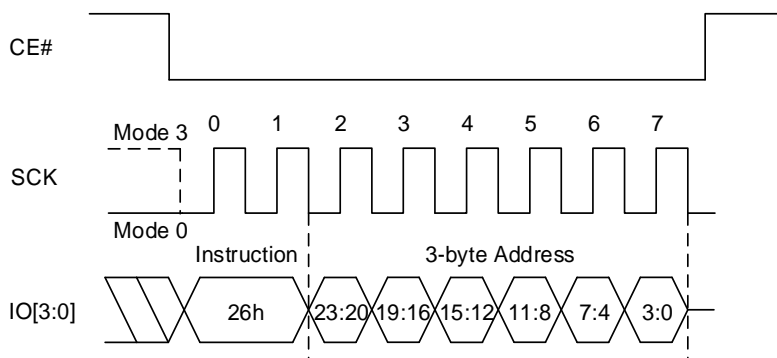 CE#
Mode 3
0 1 2 3 4 5 6 7
SCK
Mode 0
Instruction 3-byte Address
IO[3:0]
26h 23:20 19:16 15:12 11:8 7:4 3:0